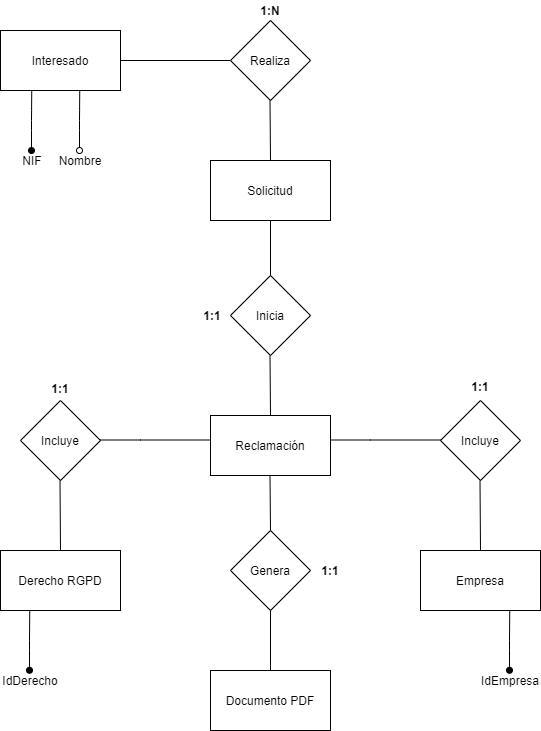 1:N
Interesado
Realiza
NIF
Nombre
Solicitud
1:1
Inicia
1:1
1:1
Incluye
Reclamación
Incluye
Derecho RGPD
Genera
1:1
Empresa
IdDerecho
IdEmpresa
Documento PDF